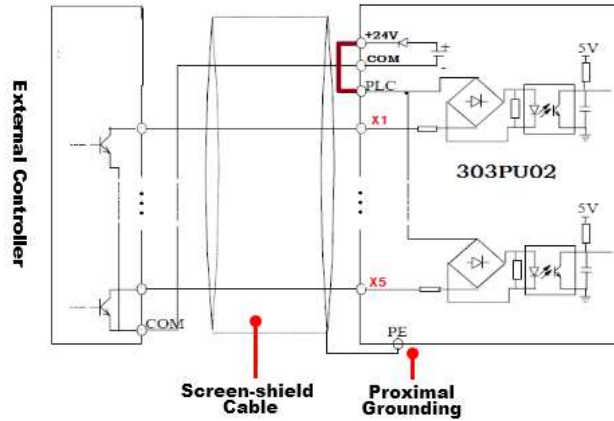 +24V
COM
PLC
X1
5V
303PU02
External Controller
5V
X5
COM
PE
Screen-shield
Cable
Proximal
Grounding